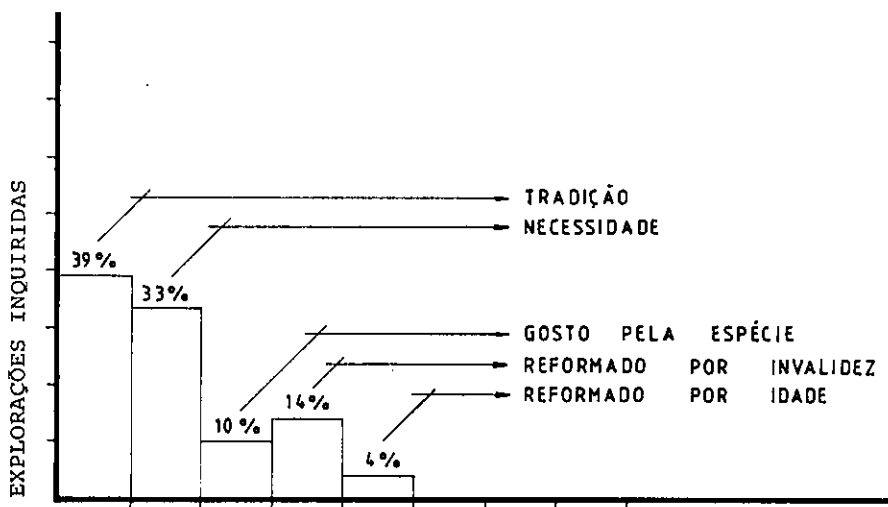 EXPLORAÇÕES INQUIRIDAS
TRADIÇÃO
NECESSIDADE
39%
33%
GOSTO PELA ESPÉCIE
REFORMADO POR INVALIDEZ
REFORMADO POR IDADE
14%
10%
4%